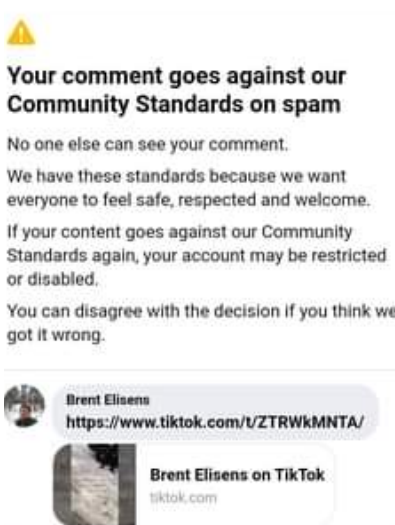 Your comment goes against our
Community Standards on spam
No one else can see your comment.
We have these standards because we want
everyone to feel safe, respected and welcome.
If your content goes against our Community
Standards again, your account may be restricted
or disabled.
You can disagree with the decision if you think we
got it wrong.
Brent Elisens
https://www.tiktok.com/t/ZTRWkMNTA/
Brent Elisens on TikTok
tiktok.com